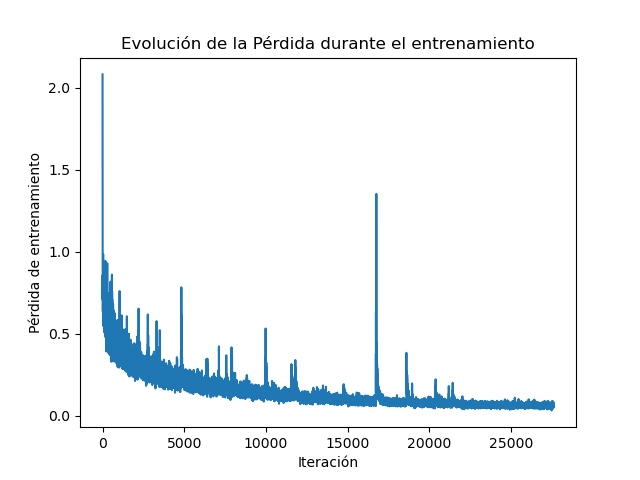 Evolución de la Pérdida durante el entrenamiento
2.0
1.5
1.0
0.5
0.0
Pérdida de entrenamiento
0 5000 10000 15000 20000 25000
Iteración